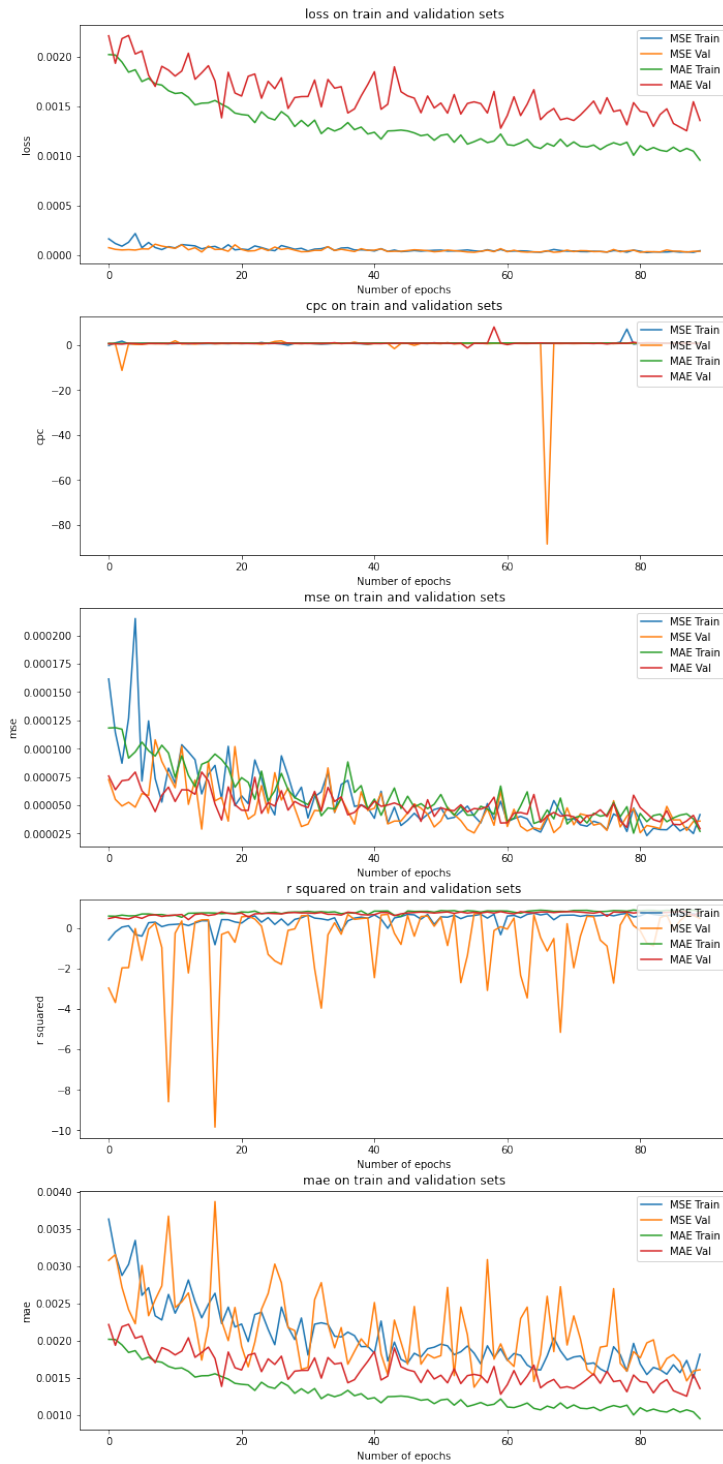 loss on train and validation sets
MSE Train
MSE Val
MAE Train
MAE Val
0.0020
0.0015
0.0010
0.0005
0.0000
loss
0 20 40 60 80
Number of epochs
cpc on train and validation sets
MSE Train
MSE Val
MAE Train
MAE Val
0
−20
−40
−60
−80
cpc
0 20 40 60 80
Number of epochs
mse on train and validation sets
MSE Train
MSE Val
MAE Train
MAE Val
0.000200
0.000175
0.000150
0.000125
0.000100
0.000075
0.000050
0.000025
mse
0 20 40 60 80
Number of epochs
r squared on train and validation sets
MSE Train
MSE Val
MAE Train
MAE Val
0
−2
−4
−6
−8
−10
r squared
0 20 40 60 80
Number of epochs
mae on train and validation sets
MSE Train
MSE Val
MAE Train
MAE Val
0.0040
0.0035
0.0030
0.0025
0.0020
0.0015
0.0010
mae
0 20 40 60 80
Number of epochs